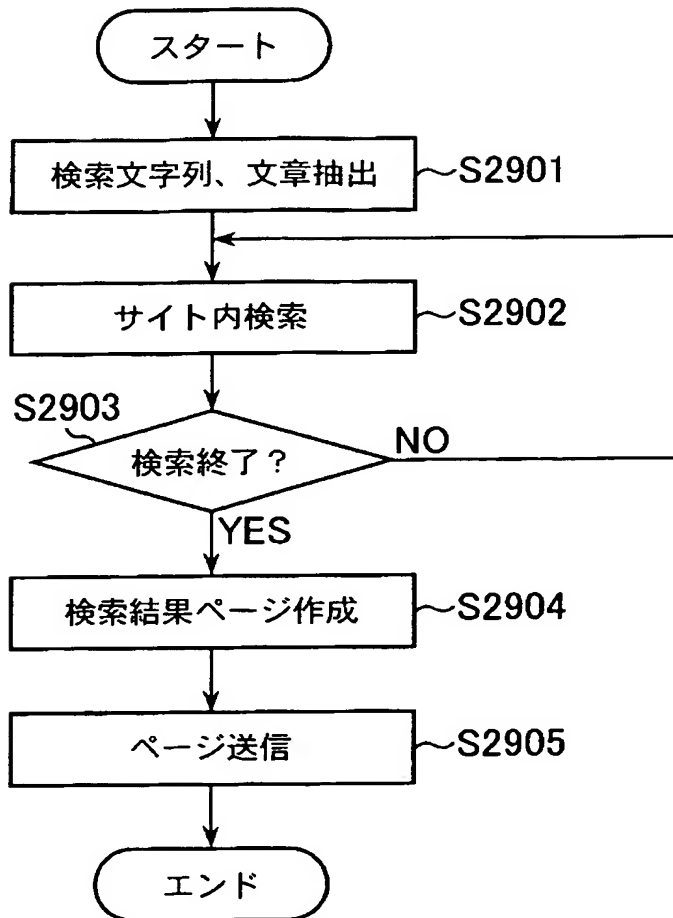 スタート
検索文字列、文章抽出
S2901
サイト内検索
S2902
S2903
検索終了？
NO
YES
検索結果ページ作成
S2904
ページ送信
S2905
エンド